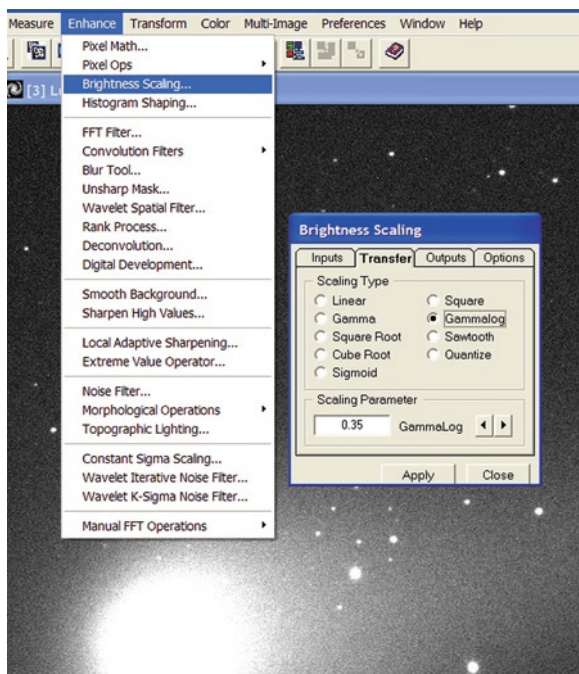 Measure Enhance Transform Color Multi-Image Preferences Window Help
[3] L
Pixel Math...
Pixel Ops
Brightness Scaling...
Histogram Shaping...
FFT Filter...
Convolution Filters
Blur Tool...
Unsharp Mask...
Wavelet Spatial Filter...
Rank Process...
Deconvolution...
Digital Development...
Smooth Background...
Sharpen High Values...
Local Adaptive Sharpening...
Extreme Value Operator...
Noise Filter...
Morphological Operations
Topographic Lighting...
Constant Sigma Scaling...
Wavelet Iterative Noise Filter...
Wavelet K-Sigma Noise Filter...
Manual FFT Operations
Brightness Scaling
Inputs Transfer Outputs Options
Scaling Type
Linear Square
Gamma Gammalog
Square Root Sawtooth
Cube Root Quantize
Sigmoid
Scaling Parameter
0.35 GammaLog
Apply Close